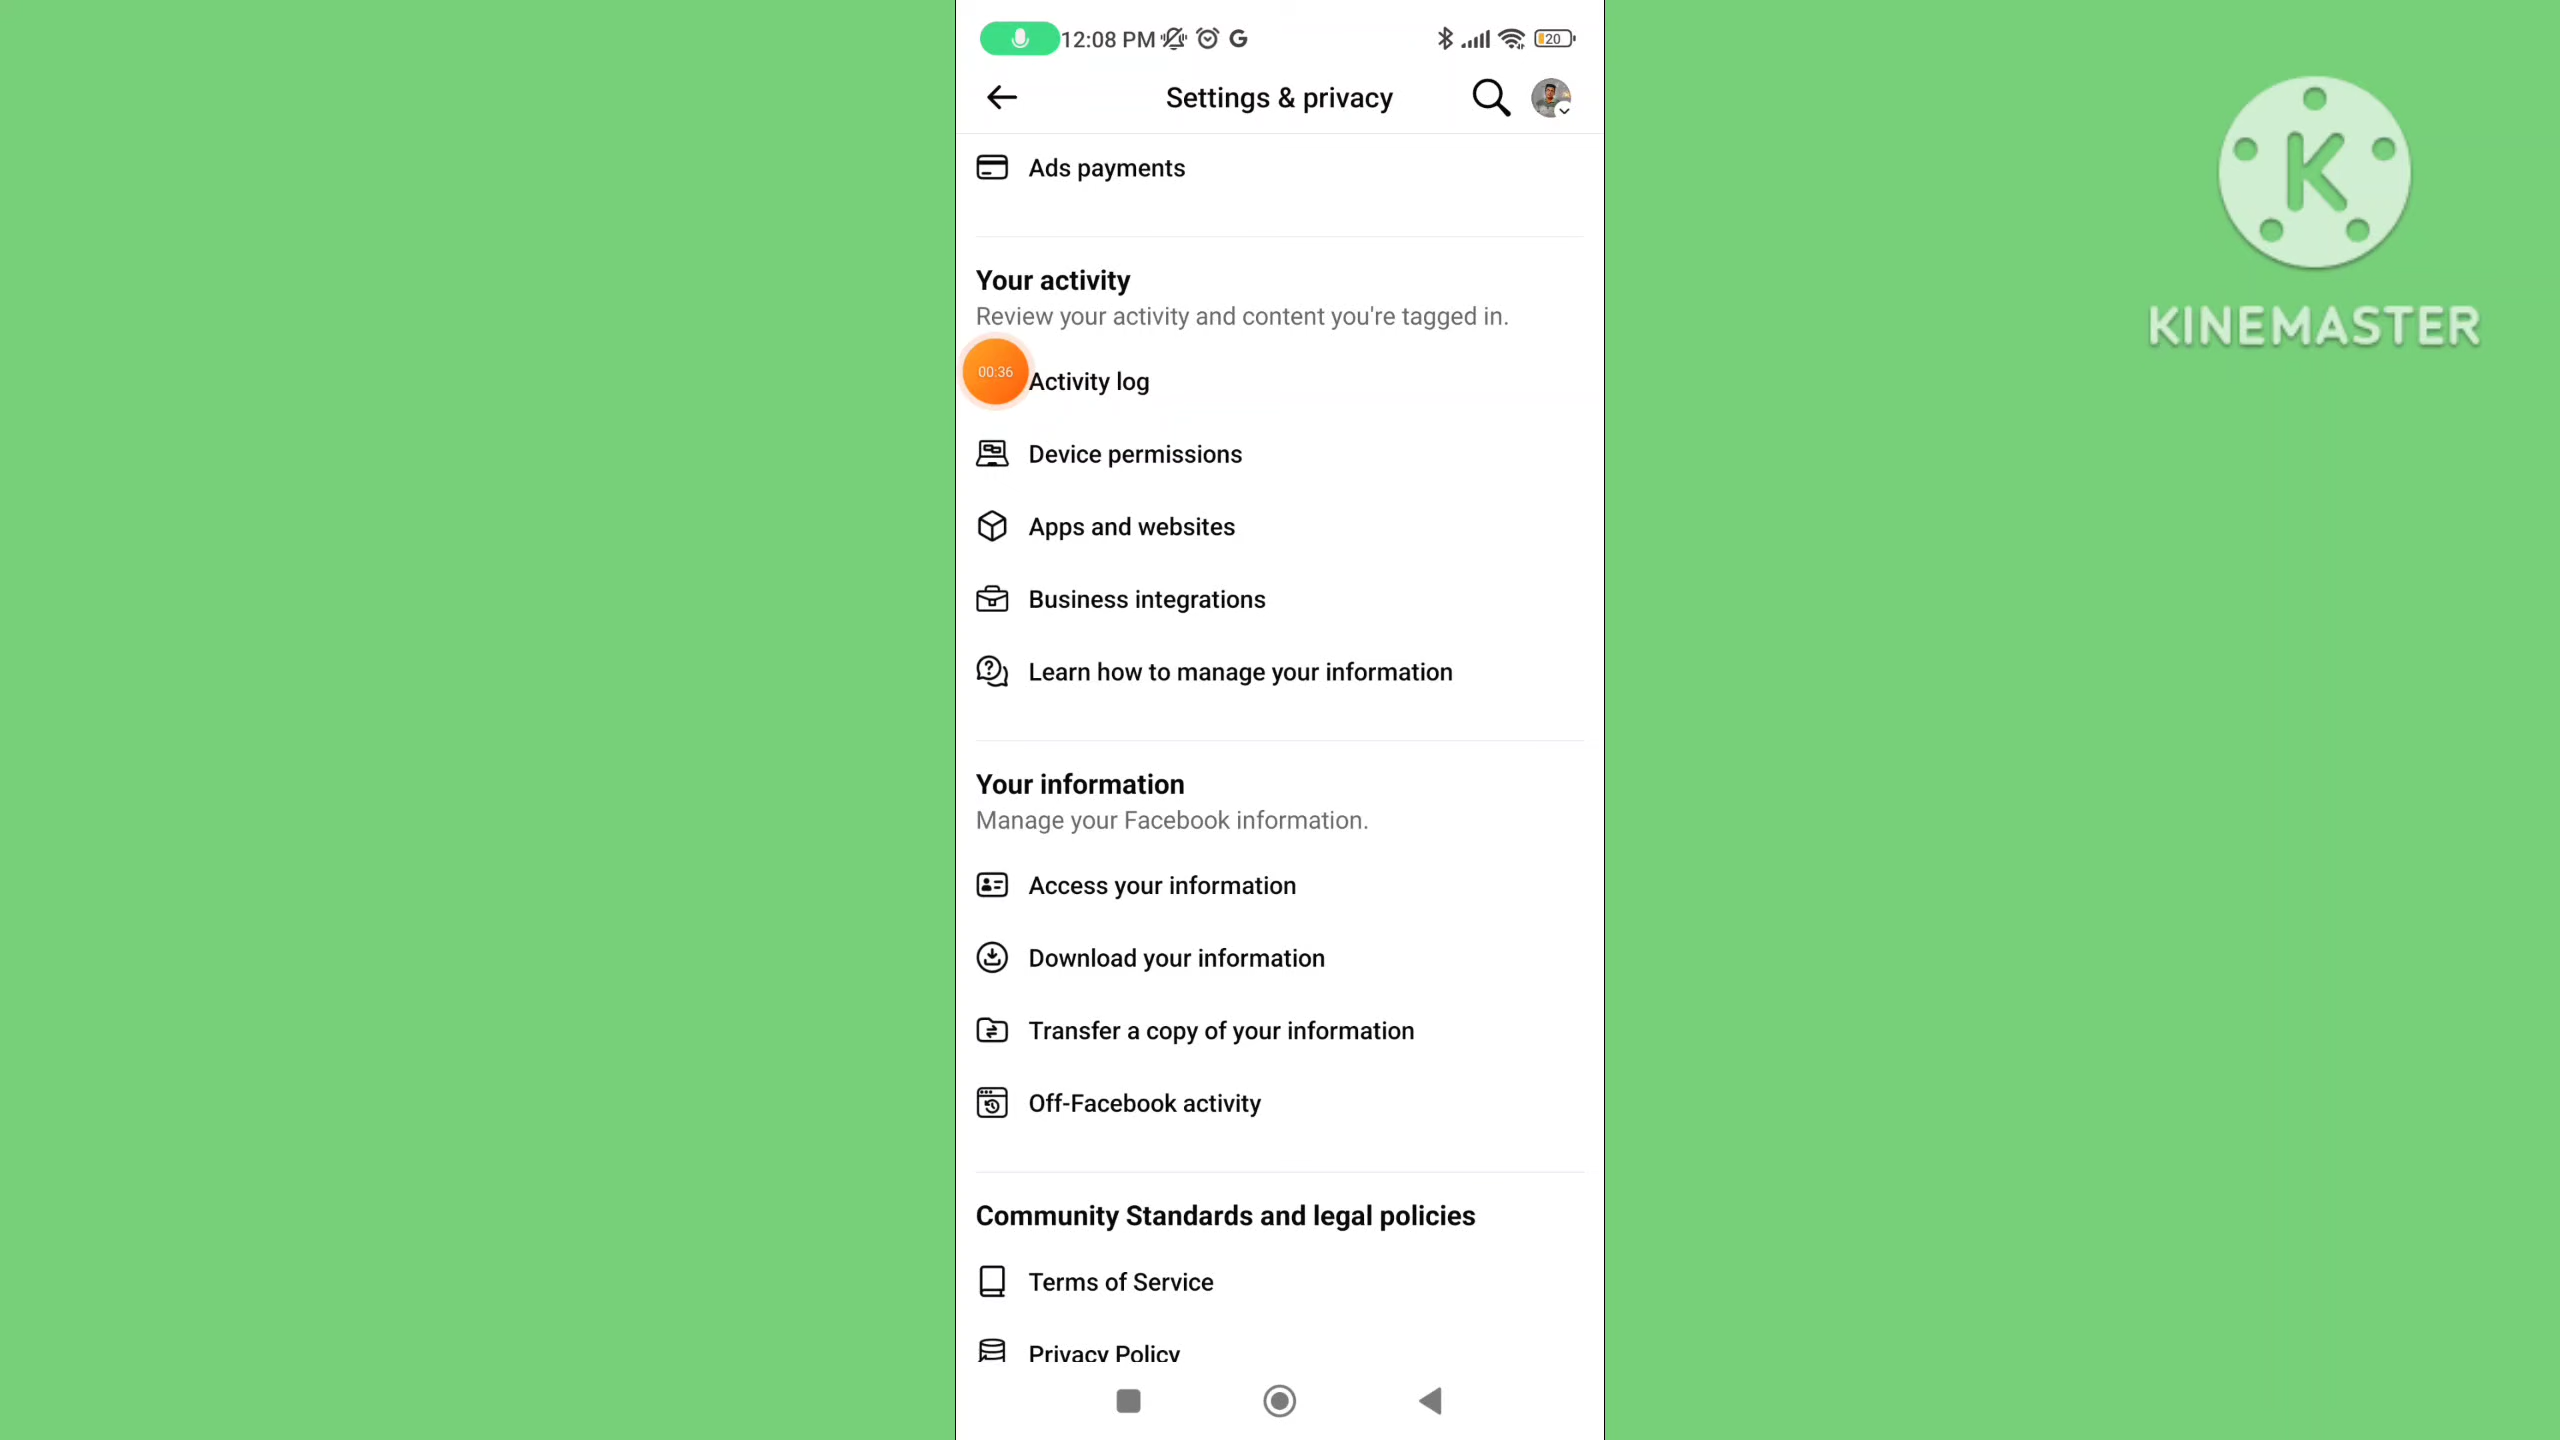 12:08 PM G 20
Settings & privacy
K
KINEMASTER
Ads payments
Your activity
Review your activity and content you're tagged in.
00:36
Activity log
Device permissions
Apps and websites
Business integrations
Learn how to manage your information
Your information
Manage your Facebook information.
Access your information
Download your information
Transfer a copy of your information
Off-Facebook activity
Community Standards and legal policies
Terms of Service
Privacy Policy